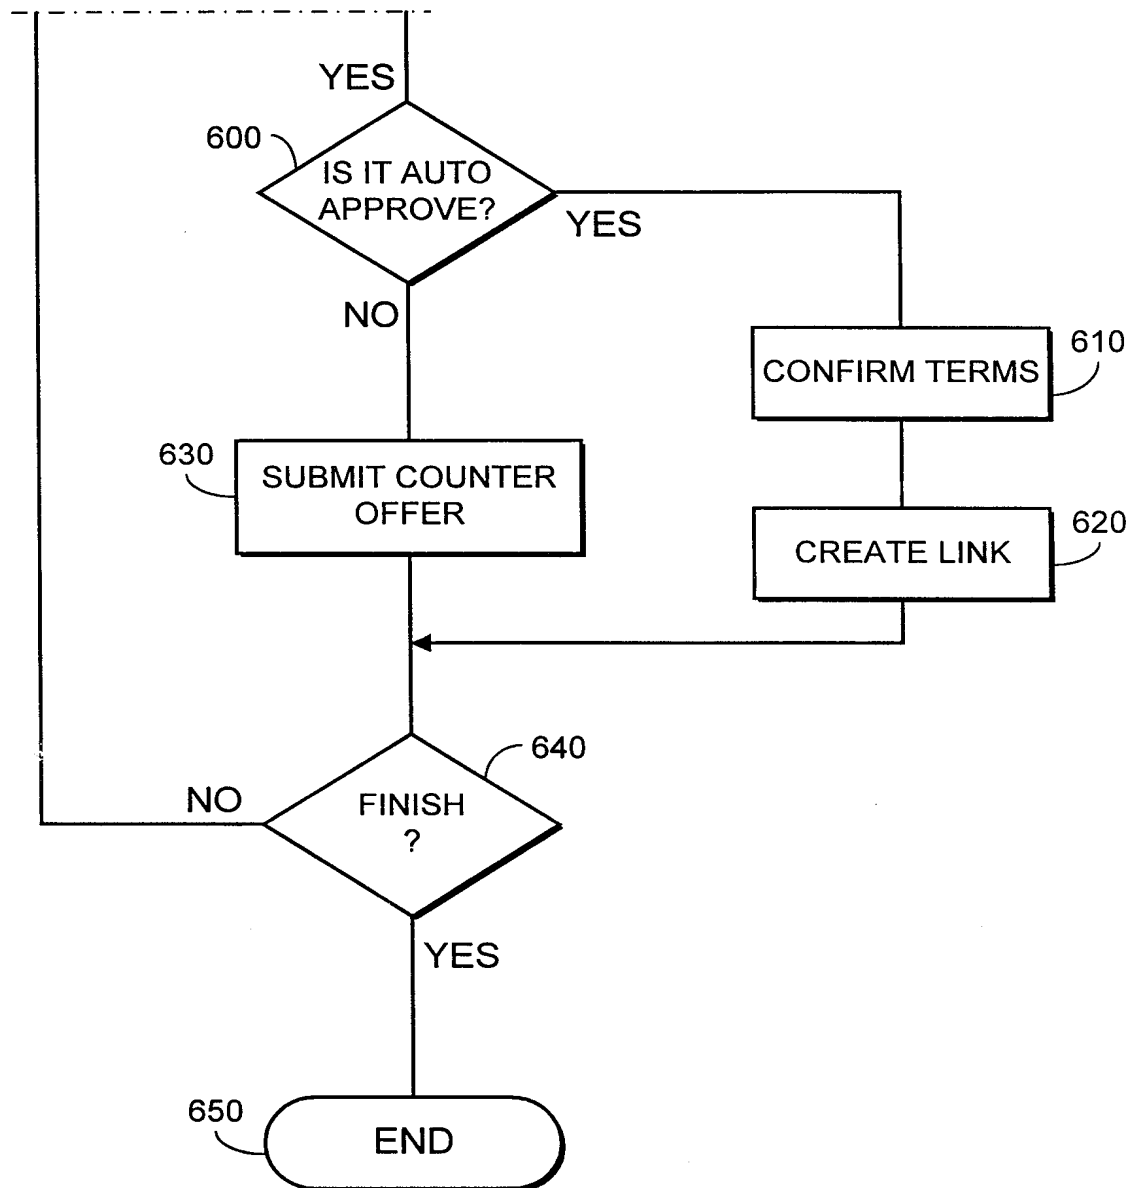 YES
600
IS IT AUTO
APPROVE?
YES
NO
610
CONFIRM TERMS
630
SUBMIT COUNTER
OFFER
620
CREATE LINK
640
NO
FINISH
?
YES
650
END